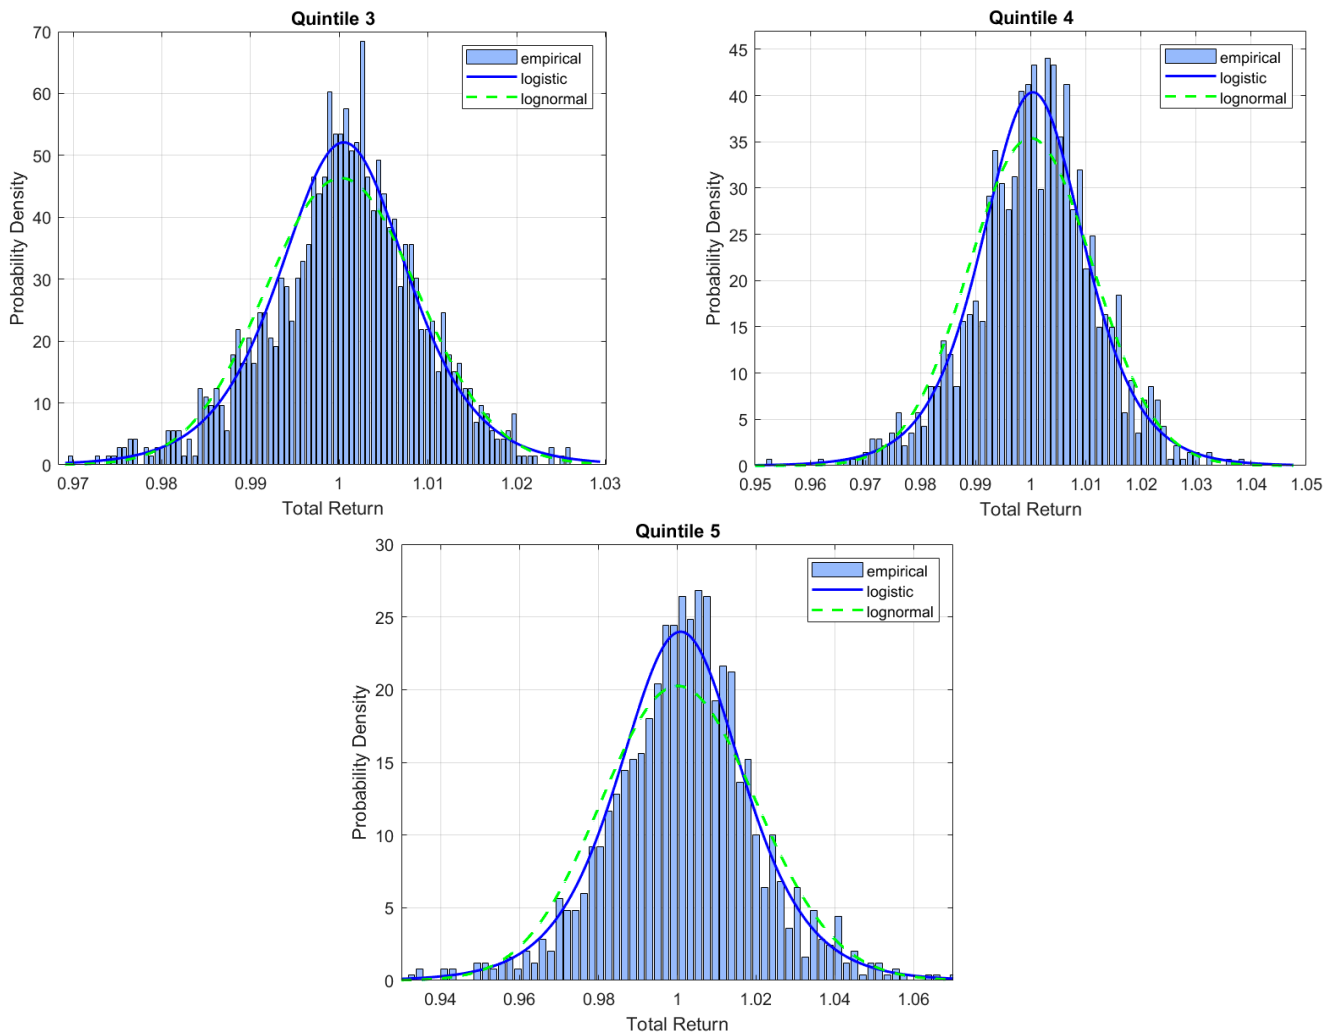 Quintile 3
70
60
50
40
30
20
10
0
Probability Density
empirical
logistic
lognormal
0.97 0.98 0.99 1 1.01 1.02 1.03
Total Return
Quintile 4
45
40
35
30
25
20
15
10
5
0
Probability Density
empirical
logistic
lognormal
0.95 0.96 0.97 0.98 0.99 1 1.01 1.02 1.03 1.04 1.05
Total Return
Quintile 5
30
25
20
15
10
5
0
Probability Density
empirical
logistic
lognormal
0.94 0.96 0.98 1 1.02 1.04 1.06
Total Return